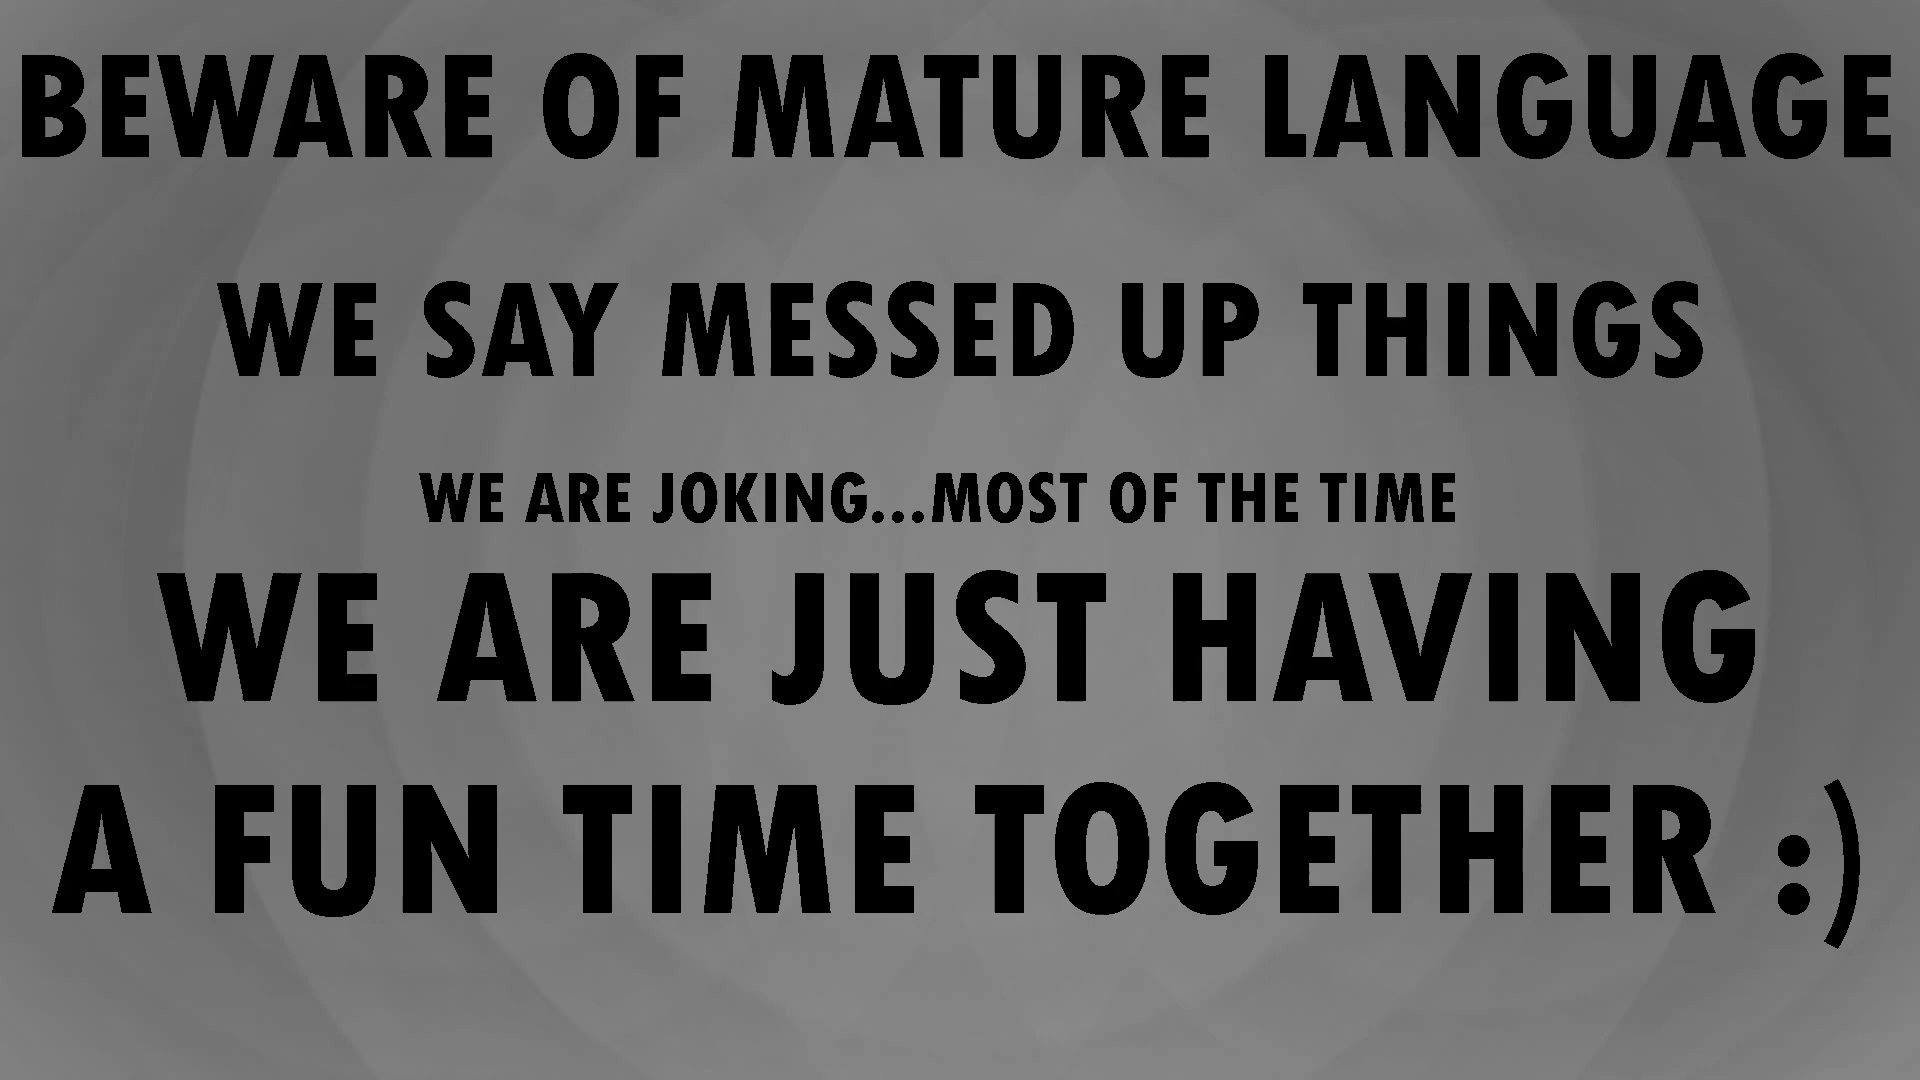 BEWARE OF MATURE LANGUAGE
WE SAY MESSED UP THINGS
WE ARE JOKING...MOST OF THE TIME
WE ARE JUST HAVING
A FUN TIME TOGETHER :)